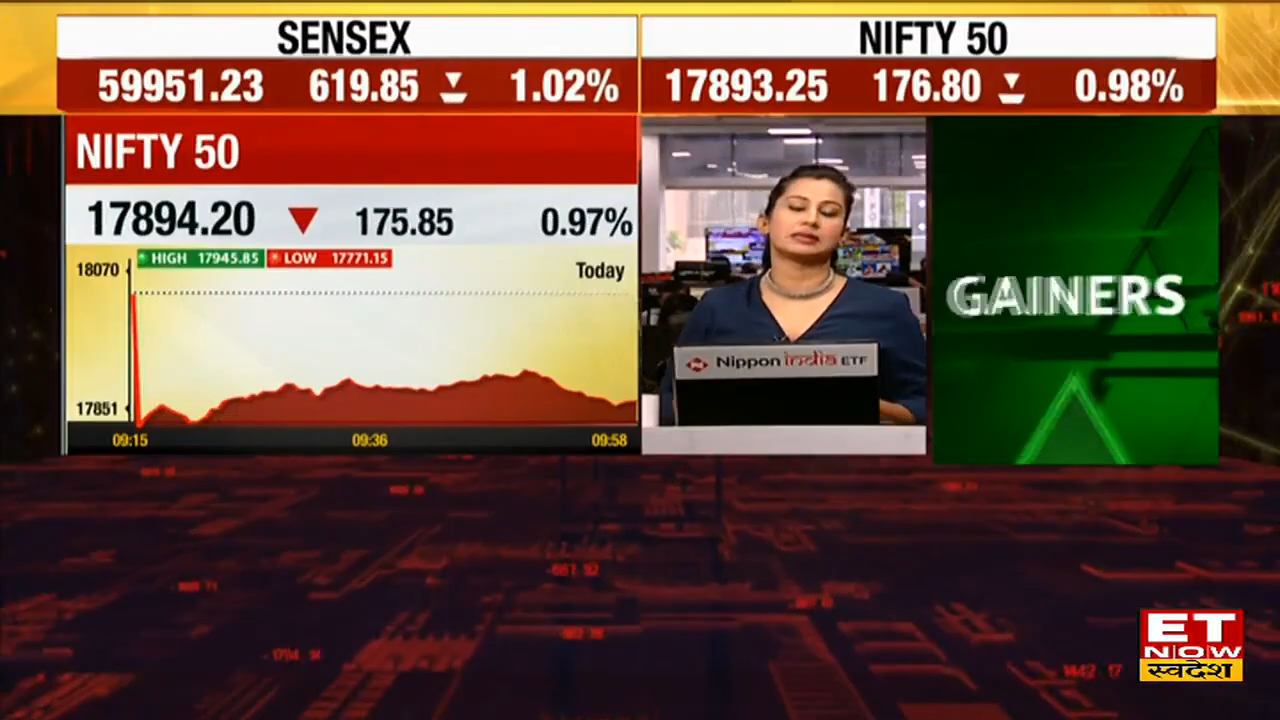 SENSEX
59951.23 619.85 1.02%
NIFTY 50
17893.25 176.80 0.98%
NIFTY 50
17894.20 175.85 0.97%
HIGH 17945.85 LOW 17771.15
Today
18070
17851
09:15 09:36 09:58
Nippon india ETF
GAINERS
ET
NOW
स्वदेश